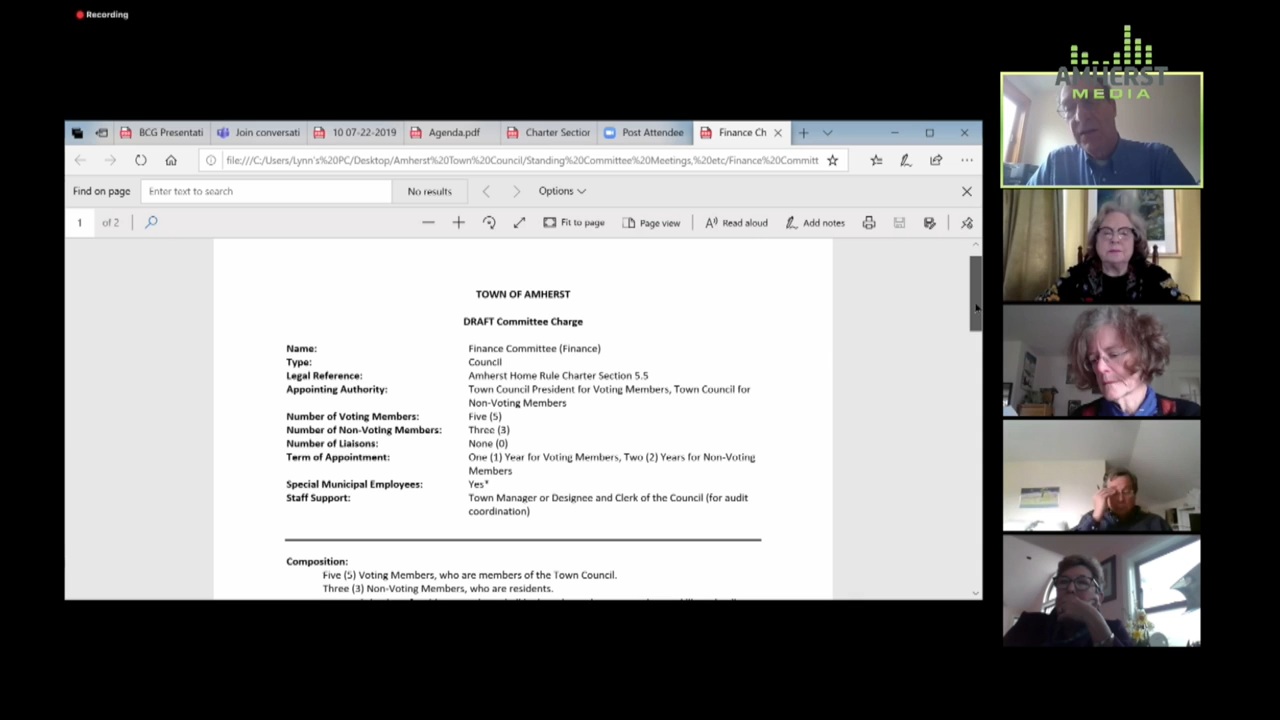 Recording
AMHERST
MEDIA
BCG Presentati
Join conversati
10 07-22-2019
Agenda.pdf
Charter Sectior
Post Attendee
Finance Ch
file:///C:/Users/Lynn's%20PC/Desktop/Amherst%20Town%20Council/Standing%20Committee%20Meetings,%20etc/Finance%20Committ
Find on page
Enter text to search
No results
Options
1 of 2
Fit to page
Page view
Read aloud
Add notes
TOWN OF AMHERST
DRAFT Committee Charge
Name: Finance Committee (Finance)
Type: Council
Legal Reference: Amherst Home Rule Charter Section 5.5
Appointing Authority: Town Council President for Voting Members, Town Council for
Non-Voting Members
Number of Voting Members: Five (5)
Number of Non-Voting Members: Three (3)
Number of Liaisons: None (0)
Term of Appointment: One (1) Year for Voting Members, Two (2) Years for Non-Voting
Members
Special Municipal Employees: Yes*
Staff Support: Town Manager or Designee and Clerk of the Council (for audit
coordination)
Composition:
Five (5) Voting Members, who are members of the Town Council.
Three (3) Non-Voting Members, who are residents.